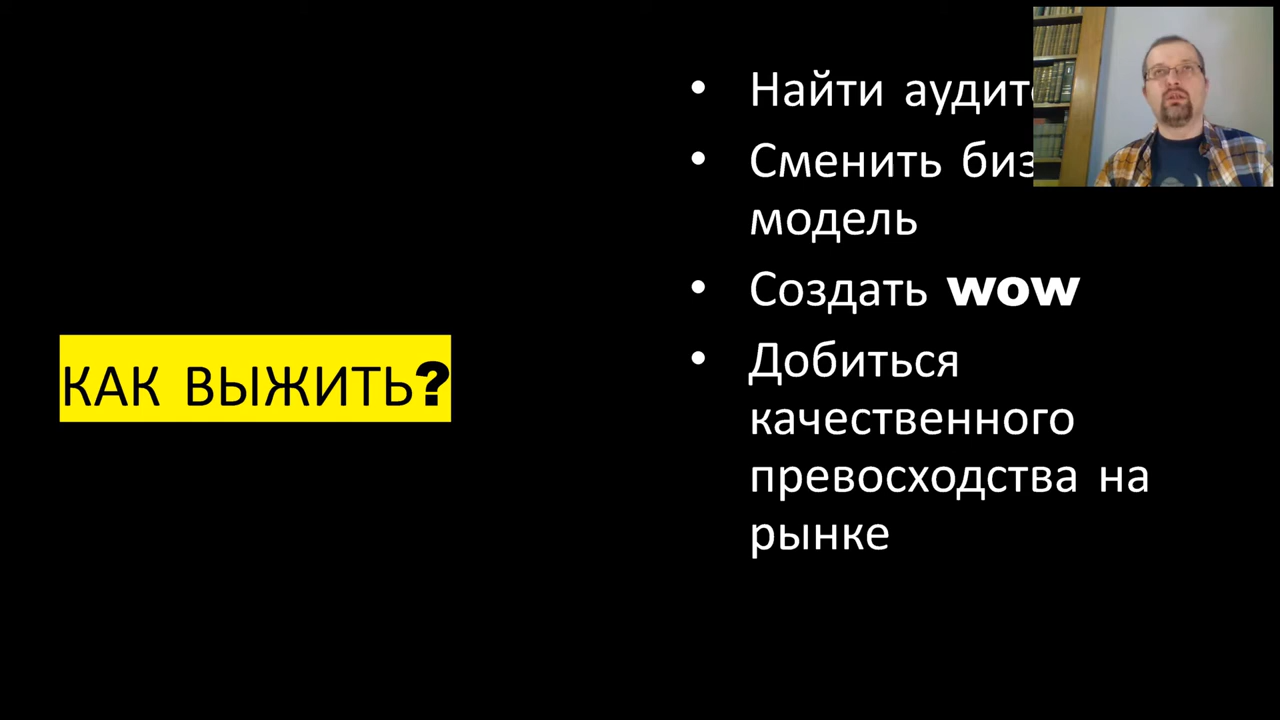 КАК ВЫЖИТЬ?
• Найти
• Сменить
модель
• Создать wow
• Добиться
качественного
превосходства на
рынке